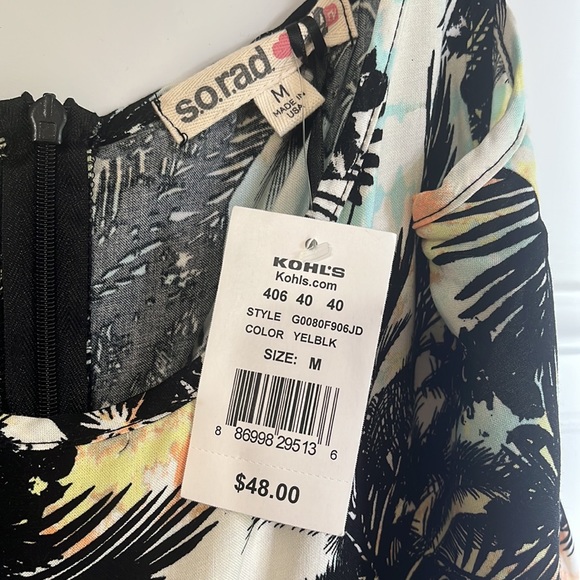 s.o.rad
M
MADE IN
USA
KOHL'S
Kohls.com
406 40 40
STYLE G0080F906JD
COLOR YELBLK
SIZE: M
8 86998 29513 6
$48.00